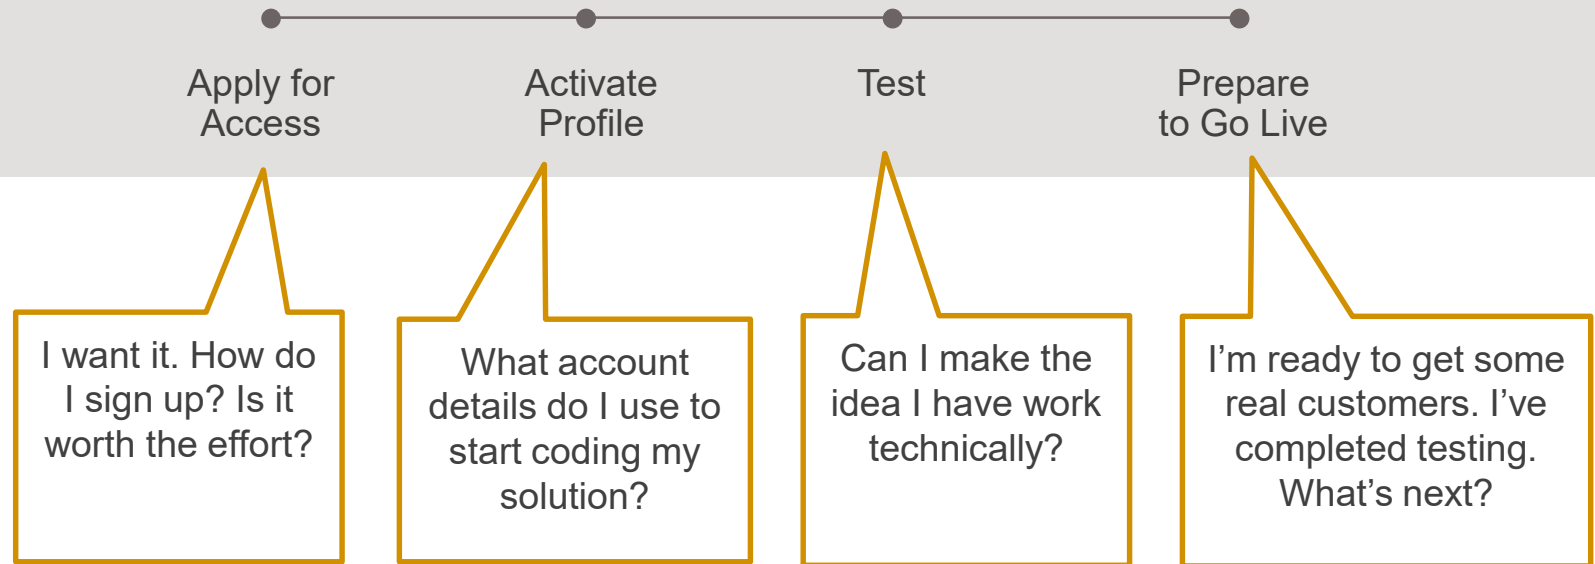 Apply for
Access
Activate
Profile
Test
Prepare
to Go Live
I want it. How do
I sign up? Is it
worth the effort?
What account
details do I use to
start coding my
solution?
Can I make the
idea I have work
technically?
I’m ready to get some
real customers. I’ve
completed testing.
What’s next?